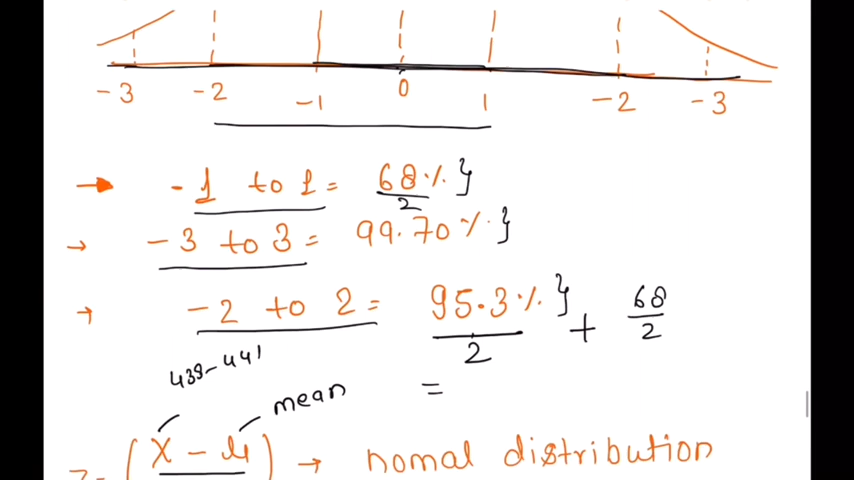 -3 -2 -1 0 1 -2 -3
→ -1 to 1 = 68% }
2
→ -3 to 3 = 99.70% }
→ -2 to 2 = 95.3% } + 68
2 2
439-441
mean =
(x - μ) → nomal distribution